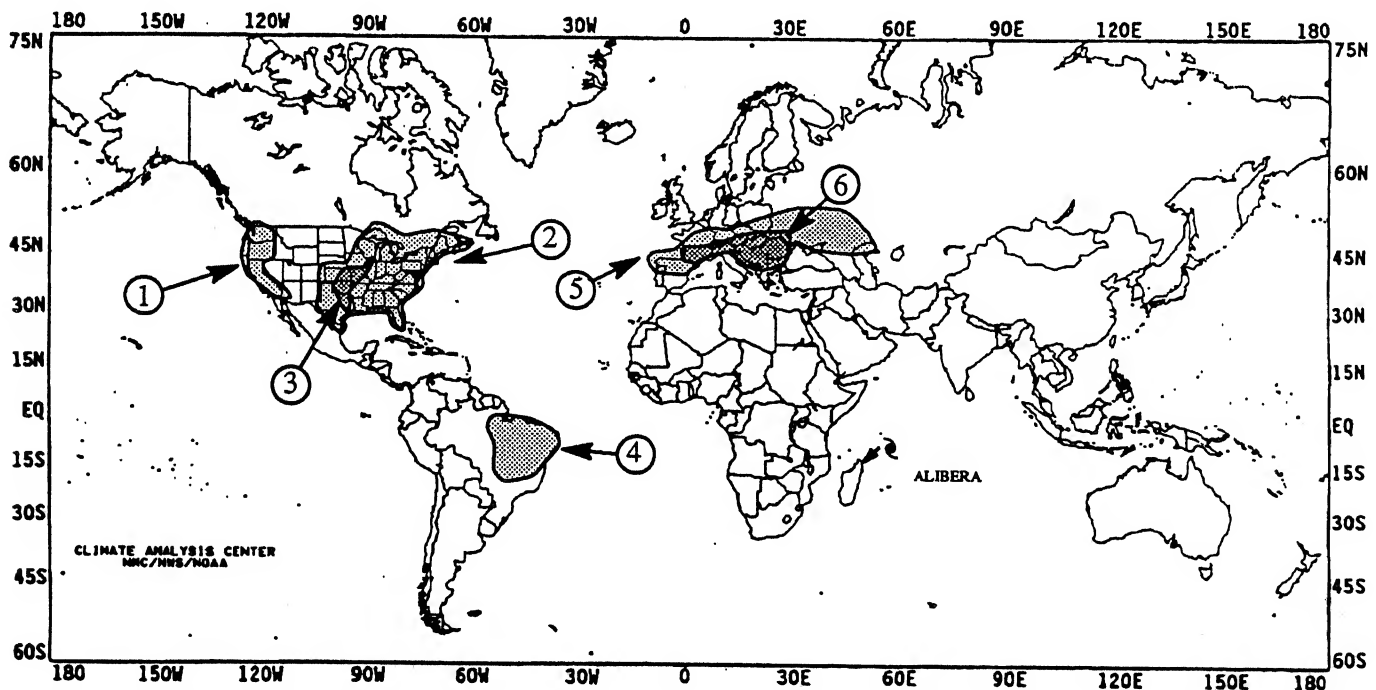 180 150W 120W 90W 60W 30W 0 30E 60E 90E 120E 150E 180
75N 75N
60N 60N
6
45N 2 45N
1 5
30N 30N
3
15N 15N
EQ EQ
4
15S ALIBERA 15S
30S 30S
CLIMATE ANALYSIS CENTER
NMC/NWS/NOAA
45S 45S
60S 60S
180 150W 120W 90W 60W 30W 0 30E 60E 90E 120E 150E 180